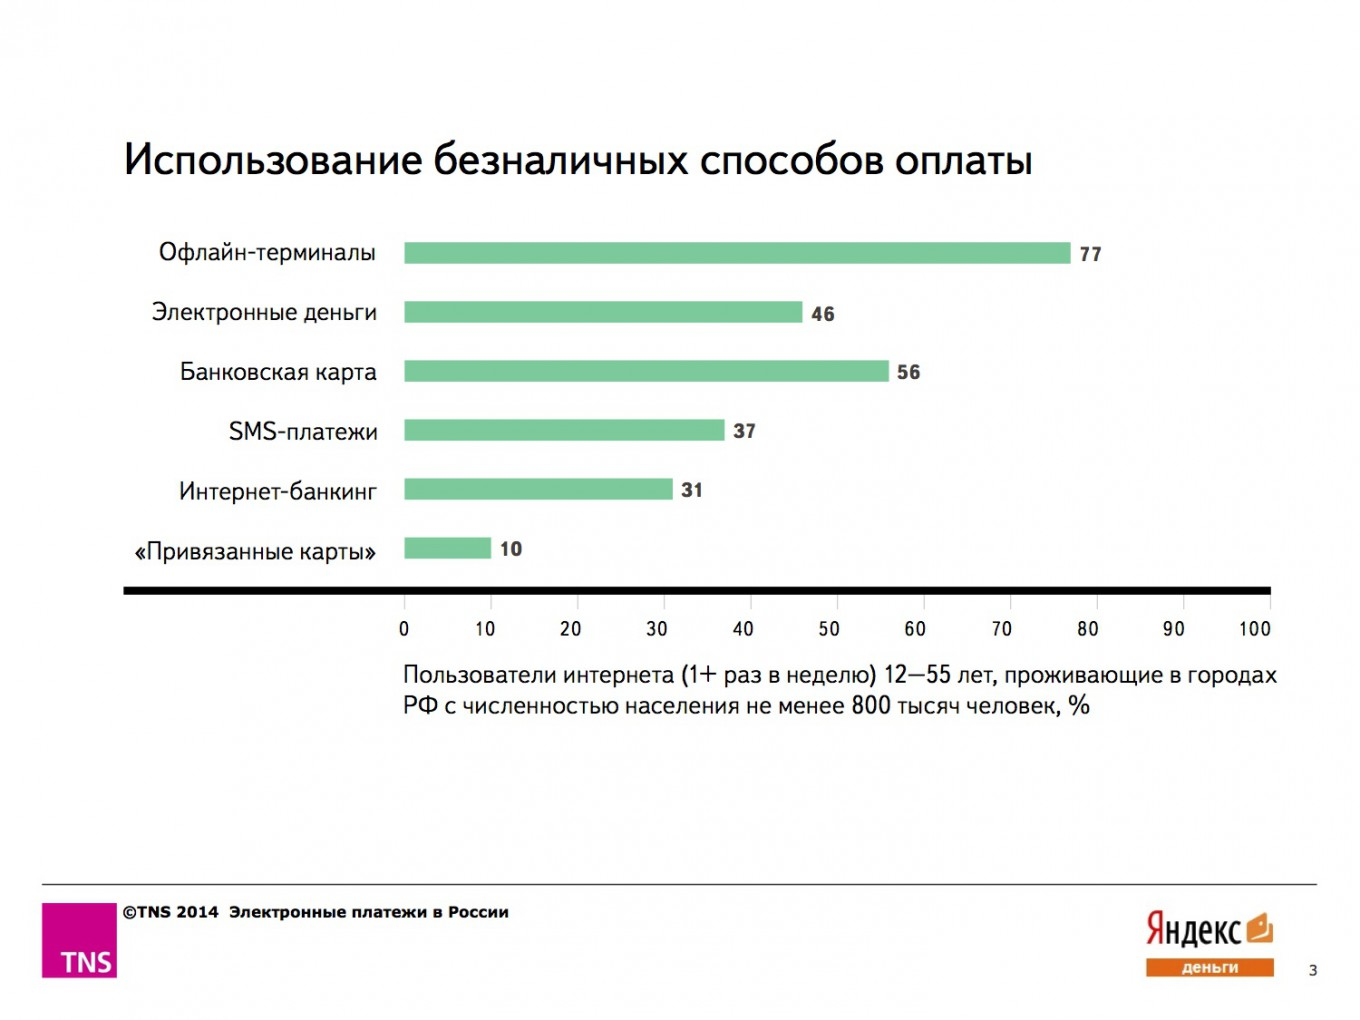 Использование безналичных способов оплаты
Офлайн-терминалы 77
Электронные деньги 46
Банковская карта 56
SMS-платежи 37
Интернет-банкинг 31
«Привязанные карты» 10
0 10 20 30 40 50 60 70 80 90 100
Пользователи интернета (1+ раз в неделю) 12—55 лет, проживающие в городах
РФ с численностью населения не менее 800 тысяч человек, %
©TNS 2014 Электронные платежи в России
TNS
Яндекс
деньги
3